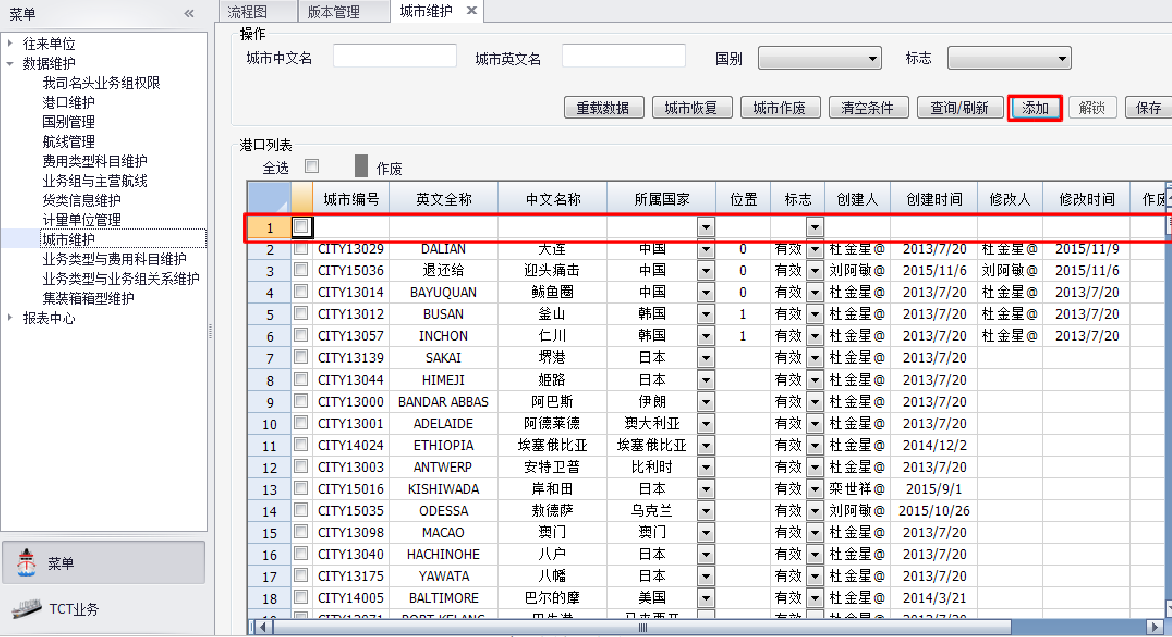 菜单 «
往来单位
数据维护
我司名头业务组权限
港口维护
国别管理
航线管理
费用类型科目维护
业务组与主营航线
货类信息维护
计量单位管理
城市维护
业务类型与费用科目维护
业务类型与业务组关系维护
集装箱箱型维护
报表中心
菜单
TCT业务
流程图 版本管理 城市维护
操作
城市中文名 城市英文名 国别 标志
重载数据 城市恢复 城市作废 清空条件 查询/刷新 添加 解锁 保存
港口列表
全选 作废
城市编号 英文全称 中文名称 所属国家 位置 标志 创建人 创建时间 修改人 修改时间
1
2 CITY13029 DALIAN 大连 中国 0 有效 杜金星@ 2013/7/20 杜金星@ 2015/11/9
3 CITY15036 退还给 迎头痛击 中国 0 有效 刘阿敏@ 2015/11/6 刘阿敏@ 2015/11/6
4 CITY13014 BAYUQUAN 鲅鱼圈 中国 0 有效 杜金星@ 2013/7/20 杜金星@ 2013/7/20
5 CITY13012 BUSAN 釜山 韩国 1 有效 杜金星@ 2013/7/20 杜金星@ 2013/7/20
6 CITY13057 INCHON 仁川 韩国 1 有效 杜金星@ 2013/7/20 杜金星@ 2013/7/20
7 CITY13139 SAKAI 堺港 日本 有效 杜金星@ 2013/7/20
8 CITY13044 HIMEJI 姬路 日本 有效 杜金星@ 2013/7/20
9 CITY13000 BANDAR ABBAS 阿巴斯 伊朗 有效 杜金星@ 2013/7/20
10 CITY13001 ADELAIDE 阿德莱德 澳大利亚 有效 杜金星@ 2013/7/20
11 CITY14024 ETHIOPIA 埃塞俄比亚 埃塞俄比亚 有效 杜金星@ 2014/12/2
12 CITY13003 ANTWERP 安特卫普 比利时 有效 杜金星@ 2013/7/20
13 CITY15016 KISHIWADA 岸和田 日本 有效 栾世祥@ 2015/9/1
14 CITY15035 ODESSA 敖德萨 乌克兰 有效 刘阿敏@ 2015/10/26
15 CITY13098 MACAO 澳门 澳门 有效 杜金星@ 2013/7/20
16 CITY13040 HACHINOHE 八户 日本 有效 杜金星@ 2013/7/20
17 CITY13175 YAWATA 八幡 日本 有效 杜金星@ 2013/7/20
18 CITY14005 BALTIMORE 巴尔的摩 美国 有效 杜金星@ 2014/3/21